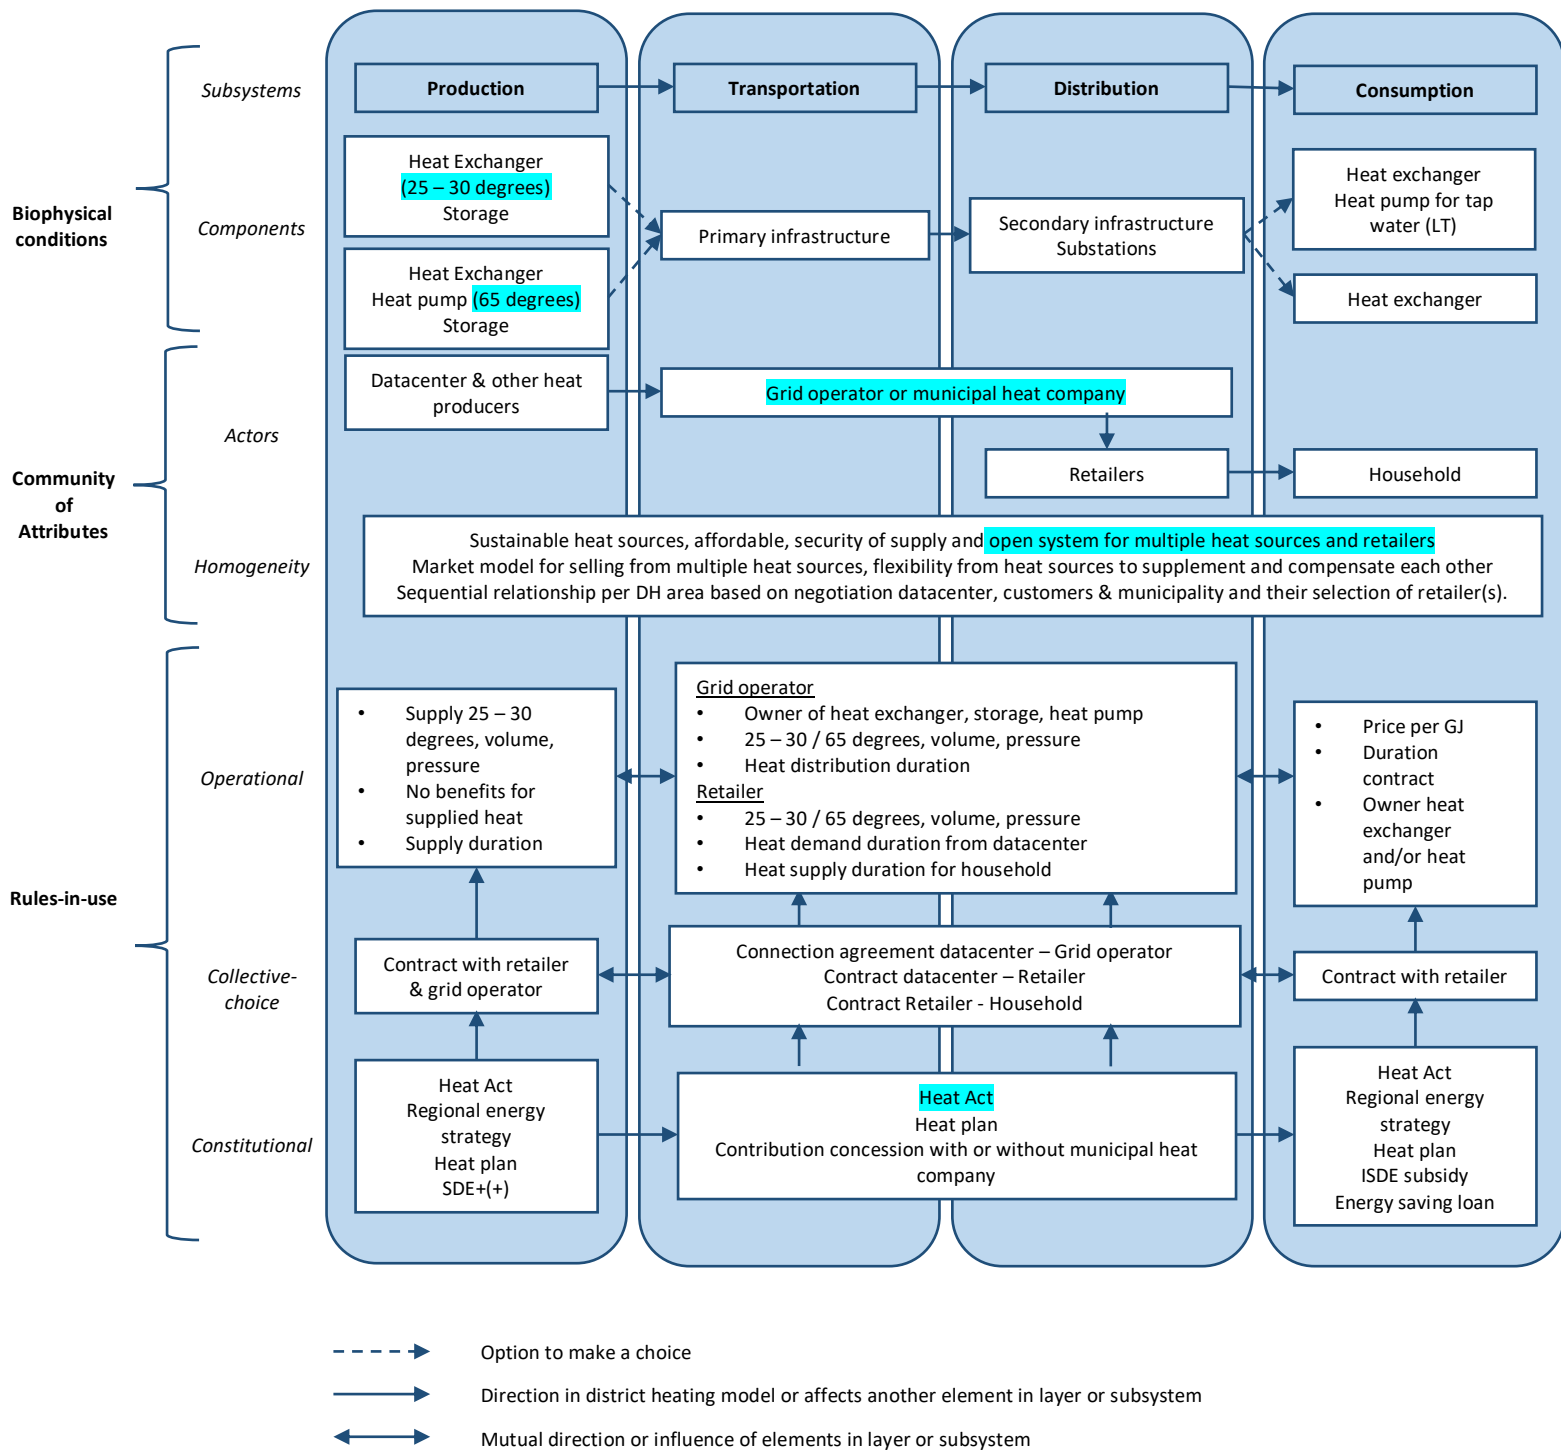 Subsystems
Production
Transportation
Distribution
Consumption
Biophysical
conditions
Components
Heat Exchanger
(25 – 30 degrees)
Storage
Heat Exchanger
Heat pump (65 degrees)
Storage
Primary infrastructure
Secondary infrastructure
Substations
Heat exchanger
Heat pump for tap
water (LT)
Heat exchanger
Community
of
Attributes
Actors
Datacenter & other heat
producers
Grid operator or municipal heat company
Retailers
Household
Homogeneity
Sustainable heat sources, affordable, security of supply and open system for multiple heat sources and retailers
Market model for selling from multiple heat sources, flexibility from heat sources to supplement and compensate each other
Sequential relationship per DH area based on negotiation datacenter, customers & municipality and their selection of retailer(s).
Rules-in-use
Operational
• Supply 25 – 30
degrees, volume,
pressure
• No benefits for
supplied heat
• Supply duration
Grid operator
• Owner of heat exchanger, storage, heat pump
• 25 – 30 / 65 degrees, volume, pressure
• Heat distribution duration
Retailer
• 25 – 30 / 65 degrees, volume, pressure
• Heat demand duration from datacenter
• Heat supply duration for household
• Price per GJ
• Duration
contract
• Owner heat
exchanger
and/or heat
pump
Collective-
choice
Contract with retailer
& grid operator
Connection agreement datacenter – Grid operator
Contract datacenter – Retailer
Contract Retailer - Household
Contract with retailer
Constitutional
Heat Act
Regional energy
strategy
Heat plan
SDE+(+)
Heat Act
Heat plan
Contribution concession with or without municipal heat
company
Heat Act
Regional energy
strategy
Heat plan
ISDE subsidy
Energy saving loan
Option to make a choice
Direction in district heating model or affects another element in layer or subsystem
Mutual direction or influence of elements in layer or subsystem